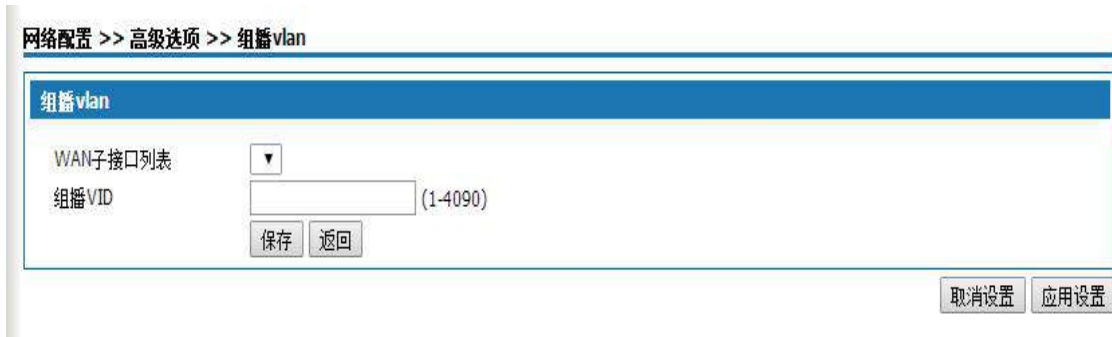 网络配置 >> 高级选项 >> 组播vlan
组播vlan
WAN子接口列表
组播VID (1-4090)
保存 返回
取消设置 应用设置